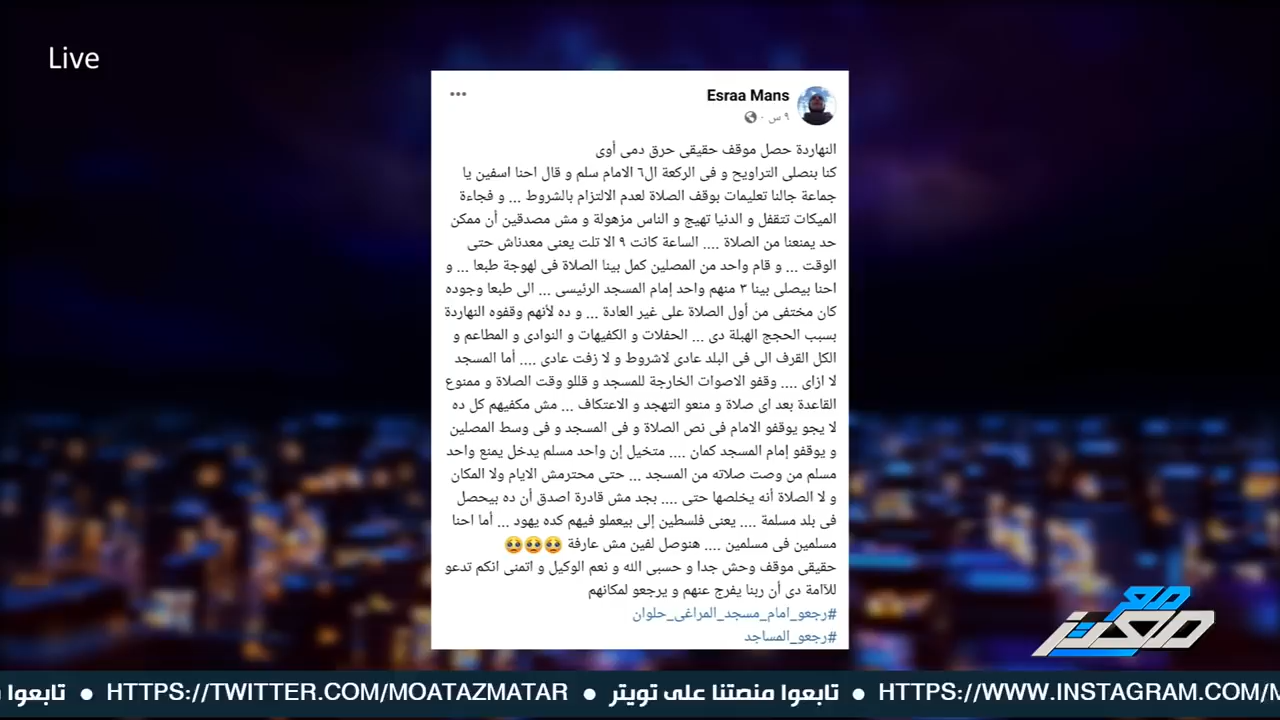 Live
Esraa Mans
٩ س ·
النهاردة حصل موقف حقيقى حرق دمى أوى
كنا بنصلى التراويح و فى الركعة ال٦ الامام سلم و قال احنا اسفين يا
جماعة جالنا تعليمات بوقف الصلاة لعدم الالتزام بالشروط ... و فجاءة
الميكات تتقفل و الدنيا تهيج و الناس مزهولة و مش مصدقين أن ممكن
حد يمنعنا من الصلاة .... الساعة كانت ٩ الا تلت يعنى معدناش حتى
الوقت ... و قام واحد من المصلين كمل بينا الصلاة فى لهوجة طبعا ... و
احنا بيصلى بينا ٣ منهم واحد إمام المسجد الرئيسى ... الى طبعا وجوده
كان مختفى من أول الصلاة على غير العادة ... و ده لأنهم وقفوه النهاردة
بسبب الحجج الهبلة دى ... الحفلات و الكفيهات و النوادى و المطاعم و
الكل القرف الى فى البلد عادى لاشروط و لا زفت عادى .... أما المسجد
لا ازاى .... وقفو الاصوات الخارجة للمسجد و قللو وقت الصلاة و ممنوع
القاعدة بعد اى صلاة و منعو التهجد و الاعتكاف ... مش مكفيهم كل ده
لا يجو يوقفو الامام فى نص الصلاة و فى المسجد و فى وسط المصلين
و يوقفو إمام المسجد كمان .... متخيل إن واحد مسلم يدخل يمنع واحد
مسلم من وصت صلاته من المسجد ... حتى محترمش الايام ولا المكان
و لا الصلاة أنه يخلصها حتى .... بجد مش قادرة اصدق أن ده بيحصل
فى بلد مسلمة .... يعنى فلسطين إلى بيعملو فيهم كده يهود ... أما احنا
مسلمين فى مسلمين .... هنوصل لفين مش عارفة 🥺🥺🥺
حقيقى موقف وحش جدا و حسبى الله و نعم الوكيل و اتمنى انكم تدعو
للآامة دى أن ربنا يفرج عنهم و يرجعو لمكانهم
#رجعو_امام_مسجد_المراغى_حلوان
#رجعو_المساجد
مع معتز
HTTPS://WWW.INSTAGRAM.COM/M ● تابعوا منصتنا على تويتر ● HTTPS://TWITTER.COM/MOATAZMATAR ● تابعوا